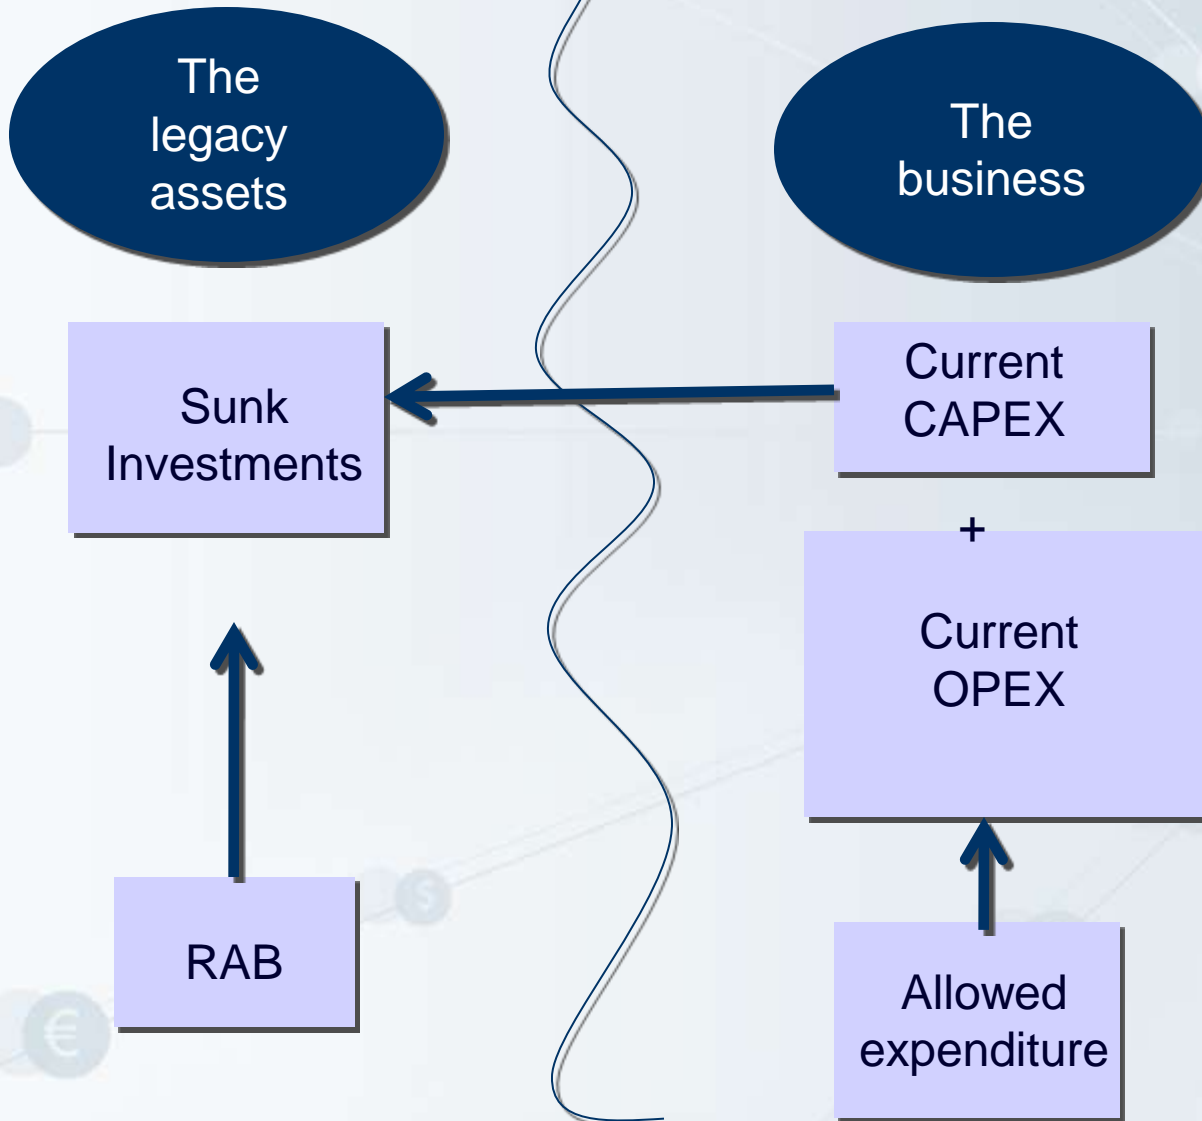 The
legacy
assets
The
business
Sunk
Investments
Current
CAPEX
+
Current
OPEX
RAB
Allowed
expenditure
$
€